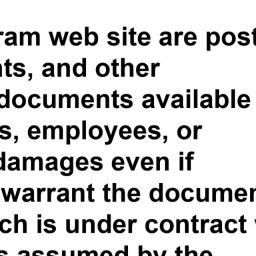 ram web site are post
nts, and other
Documents available
s, employees, or
Damages, even if
warrant the documen
ch is under contract
s assumed by the